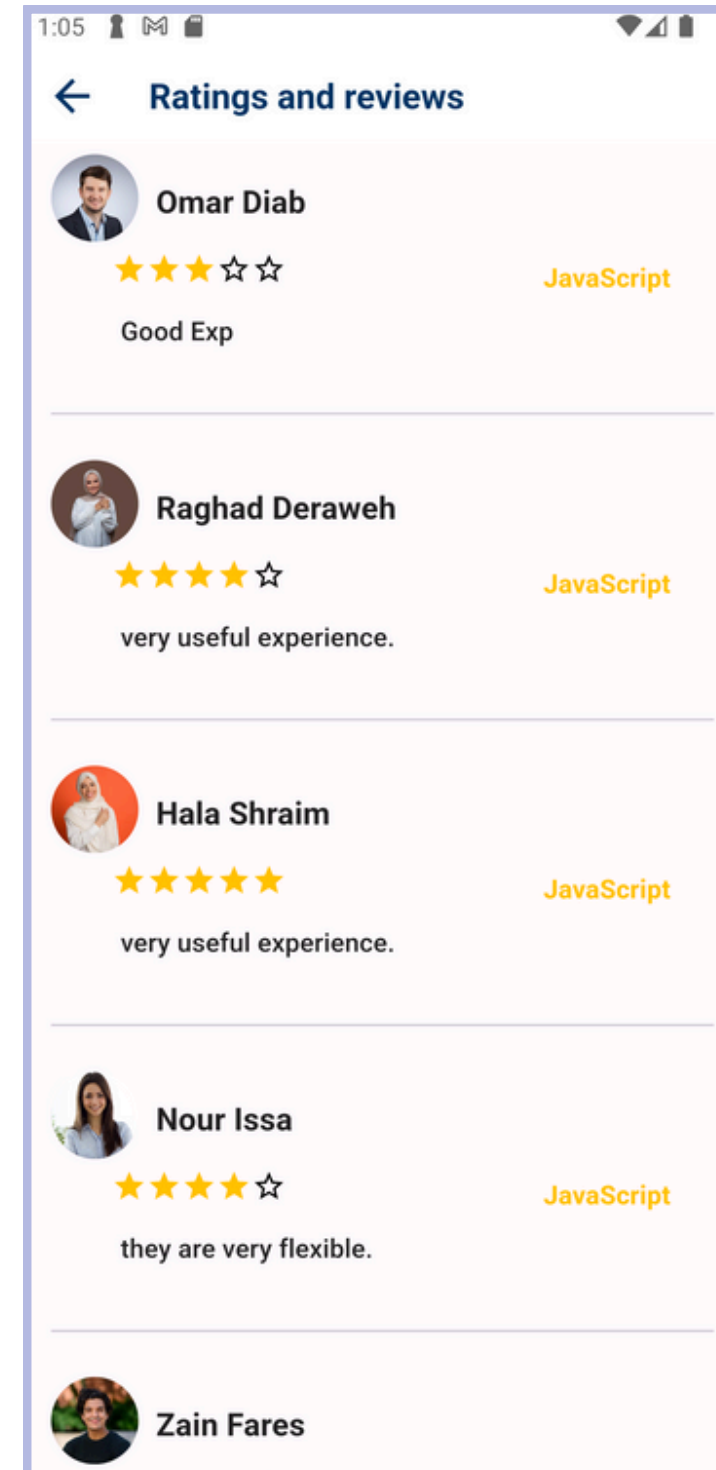 1:05
Ratings and reviews
Omar Diab
JavaScript
Good Exp
Raghad Deraweh
JavaScript
very useful experience.
Hala Shraim
JavaScript
very useful experience.
Nour Issa
JavaScript
they are very flexible.
Zain Fares